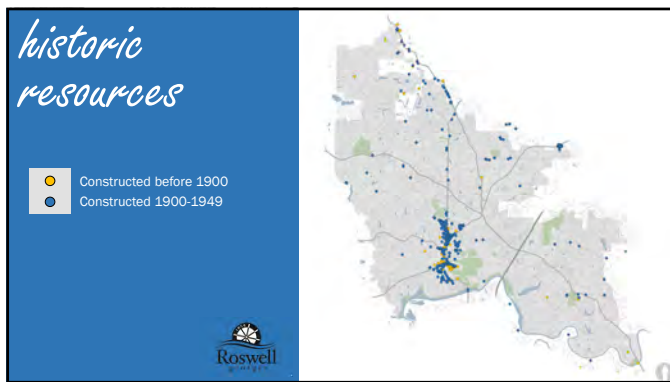 historic
resources
Constructed before 1900
Constructed 1900-1949
Roswell